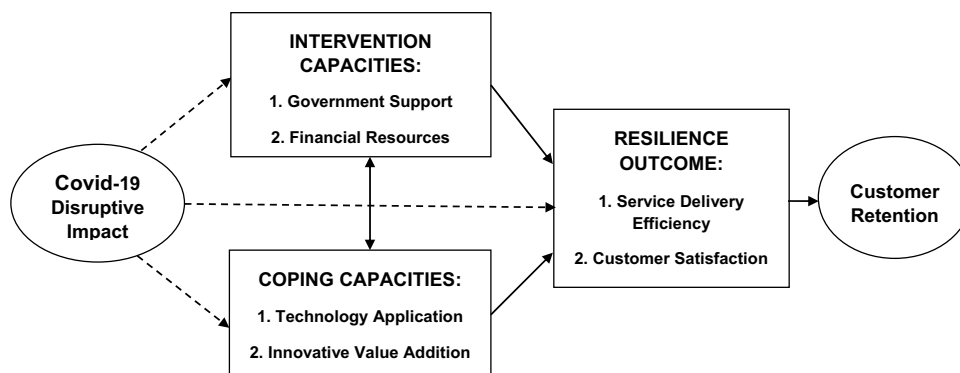 INTERVENTION
CAPACITIES:
1. Government Support
2. Financial Resources
Covid-19
Disruptive
Impact
RESILIENCE
OUTCOME:
1. Service Delivery
Efficiency
2. Customer Satisfaction
Customer
Retention
COPING CAPACITIES:
1. Technology Application
2. Innovative Value Addition